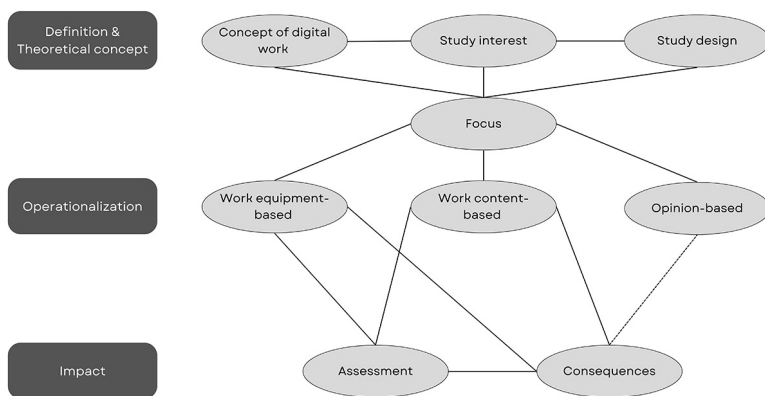 Definition &
Theoretical concept
Concept of digital
work
Study interest
Study design
Focus
Operationalization
Work equipment-
based
Work content-
based
Opinion-based
Impact
Assessment
Consequences